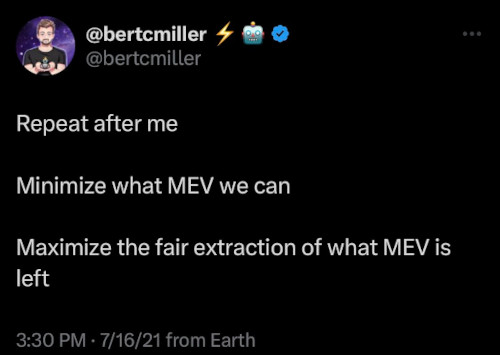 @bertcmiller ⚡ 🤖
@bertcmiller
Repeat after me
Minimize what MEV we can
Maximize the fair extraction of what MEV is
left
3:30 PM · 7/16/21 from Earth